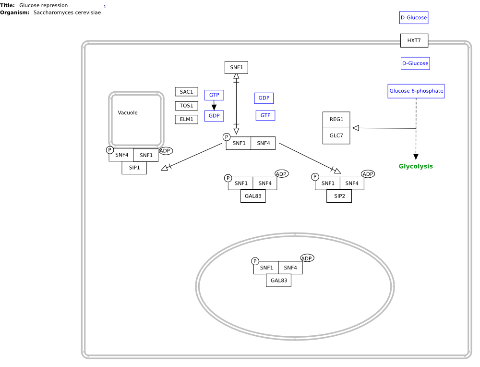 Title: Glucose repression
Organism: Saccharomyces cerevisiae
D-Glucose
HXT7
D-Glucose
Glucose 6-phosphate
SNF1
SAC1
TOS1
ELM1
GTP
GDP
GDP
GTP
Vacuole
REG1
GLC7
Glycolysis
P
SNF1 SNF4
P
ADP
SNF4 SNF1
SIP1
P
ADP
SNF1 SNF4
GAL83
P
ADP
SNF1 SNF4
SIP2
P
ADP
SNF1 SNF4
GAL83